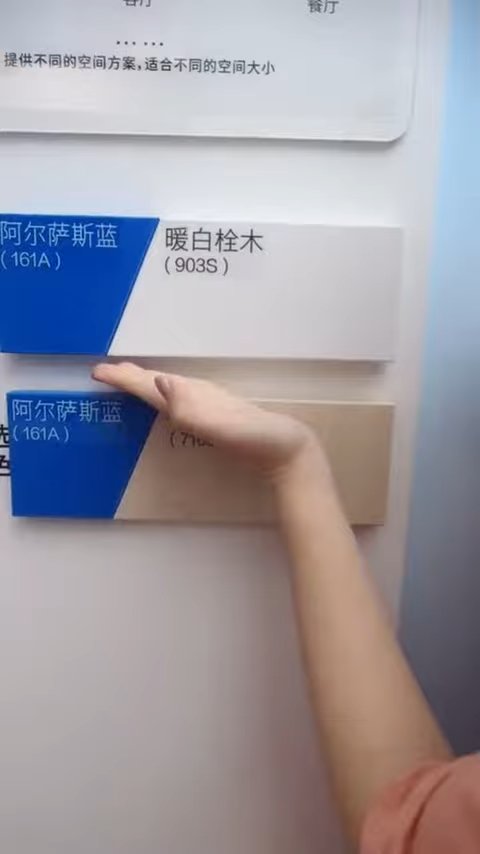 餐厅
……
提供不同的空间方案,适合不同的空间大小
阿尔萨斯蓝
(161A)
暖白栓木
(903S)
阿尔萨斯蓝
(161A)